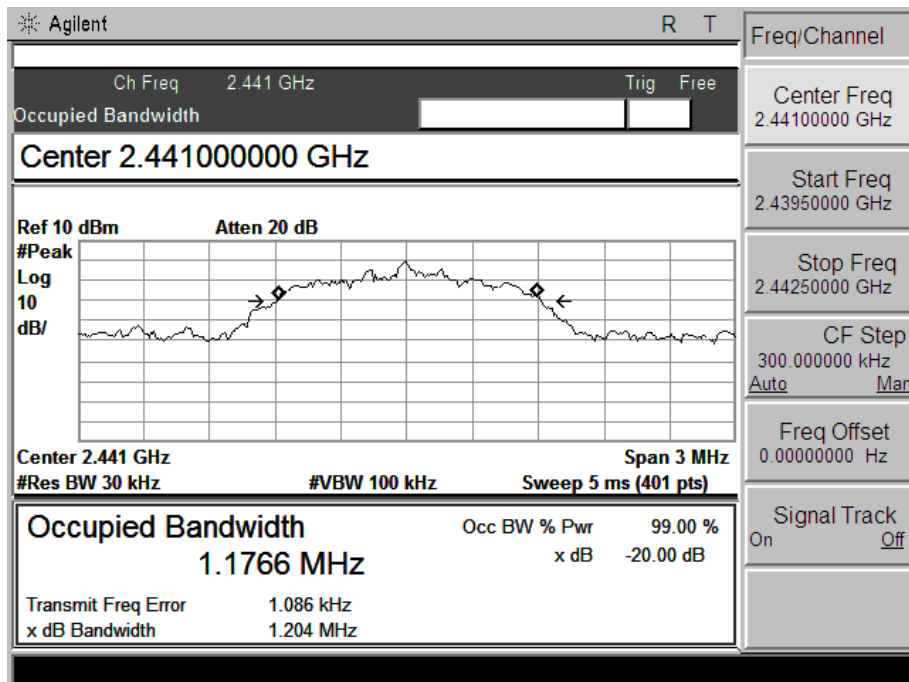 Agilent R T
Ch Freq 2.441 GHz Trig Free
Occupied Bandwidth
Center 2.441000000 GHz
Ref 10 dBm Atten 20 dB
#Peak
Log
10
dB/
Center 2.441 GHz Span 3 MHz
#Res BW 30 kHz #VBW 100 kHz Sweep 5 ms (401 pts)
Occupied Bandwidth Occ BW % Pwr 99.00 %
1.1766 MHz x dB -20.00 dB
Transmit Freq Error 1.086 kHz
x dB Bandwidth 1.204 MHz
Freq/Channel
Center Freq
2.44100000 GHz
Start Freq
2.43950000 GHz
Stop Freq
2.44250000 GHz
CF Step
300.000000 kHz
Auto Man
Freq Offset
0.00000000 Hz
Signal Track
On Off